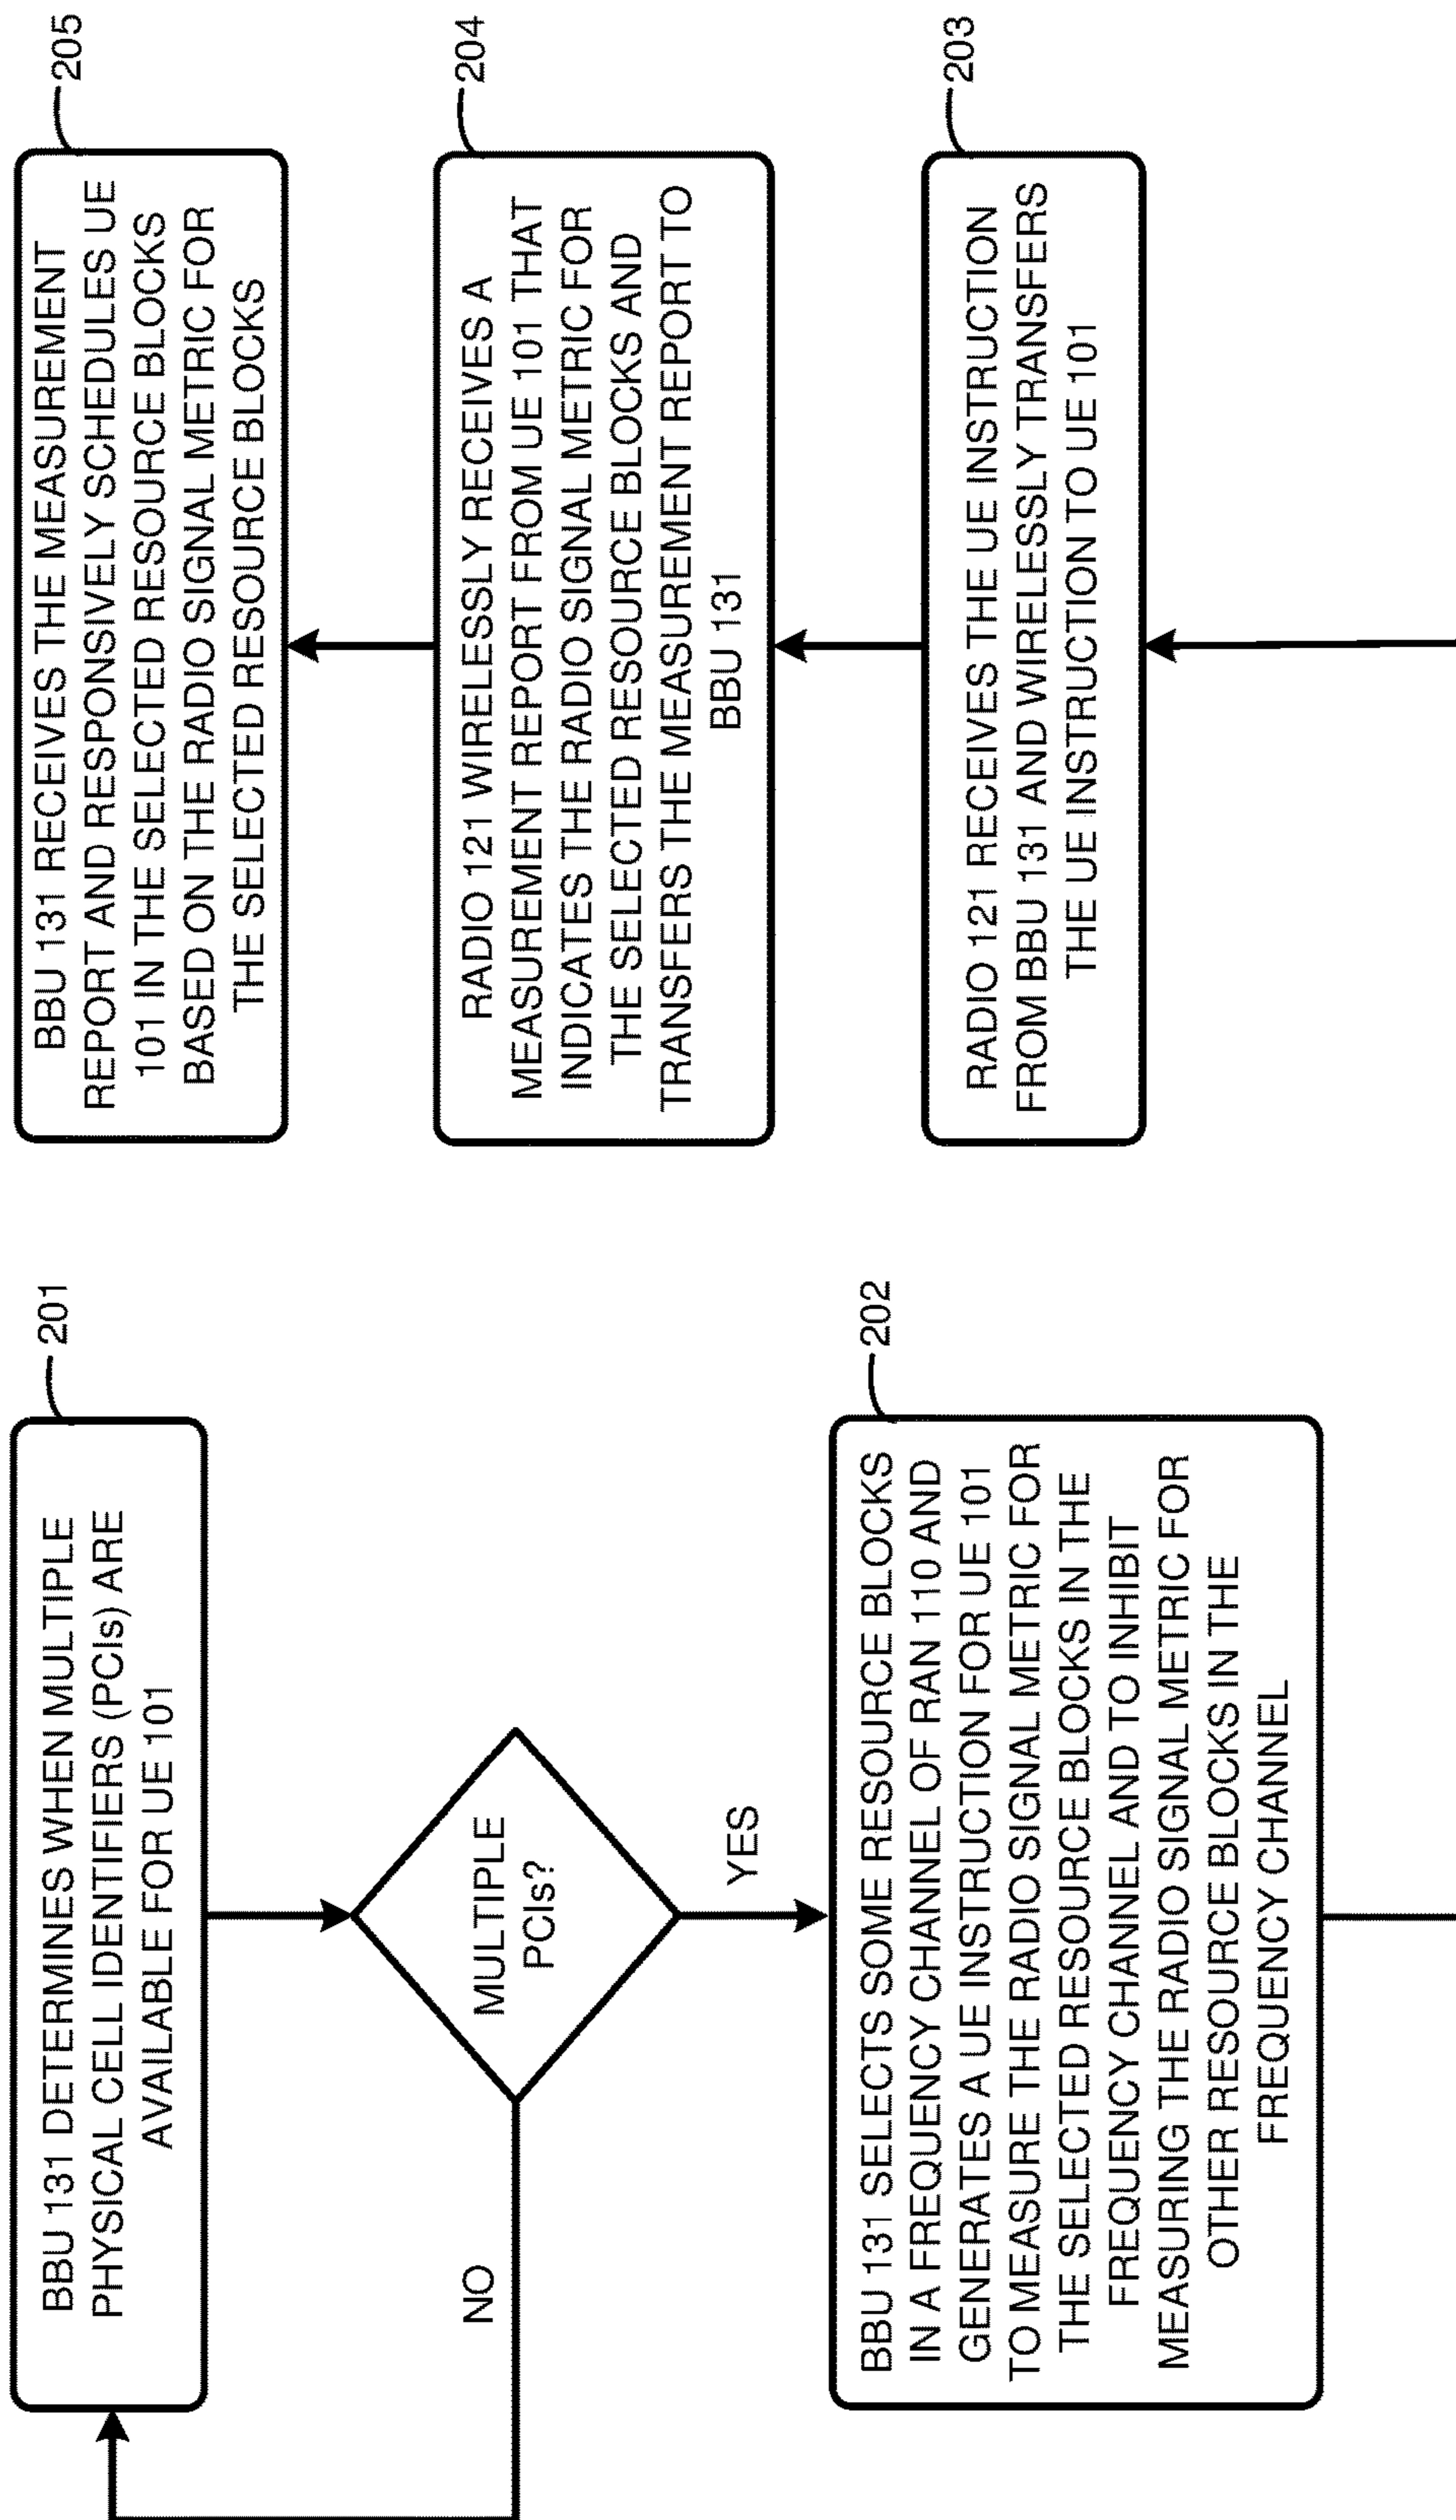 201
BBU 131 DETERMINES WHEN MULTIPLE
PHYSICAL CELL IDENTIFIERS (PCIs) ARE
AVAILABLE FOR UE 101
MULTIPLE
PCIs?
NO
YES
202
BBU 131 SELECTS SOME RESOURCE BLOCKS
IN A FREQUENCY CHANNEL OF RAN 110 AND
GENERATES A UE INSTRUCTION FOR UE 101
TO MEASURE THE RADIO SIGNAL METRIC FOR
THE SELECTED RESOURCE BLOCKS IN THE
FREQUENCY CHANNEL AND TO INHIBIT
MEASURING THE RADIO SIGNAL METRIC FOR
OTHER RESOURCE BLOCKS IN THE
FREQUENCY CHANNEL
203
RADIO 121 RECEIVES THE UE INSTRUCTION
FROM BBU 131 AND WIRELESSLY TRANSFERS
THE UE INSTRUCTION TO UE 101
204
RADIO 121 WIRELESSLY RECEIVES A
MEASUREMENT REPORT FROM UE 101 THAT
INDICATES THE RADIO SIGNAL METRIC FOR
THE SELECTED RESOURCE BLOCKS AND
TRANSFERS THE MEASUREMENT REPORT TO
BBU 131
205
BBU 131 RECEIVES THE MEASUREMENT
REPORT AND RESPONSIVELY SCHEDULES UE
101 IN THE SELECTED RESOURCE BLOCKS
BASED ON THE RADIO SIGNAL METRIC FOR
THE SELECTED RESOURCE BLOCKS